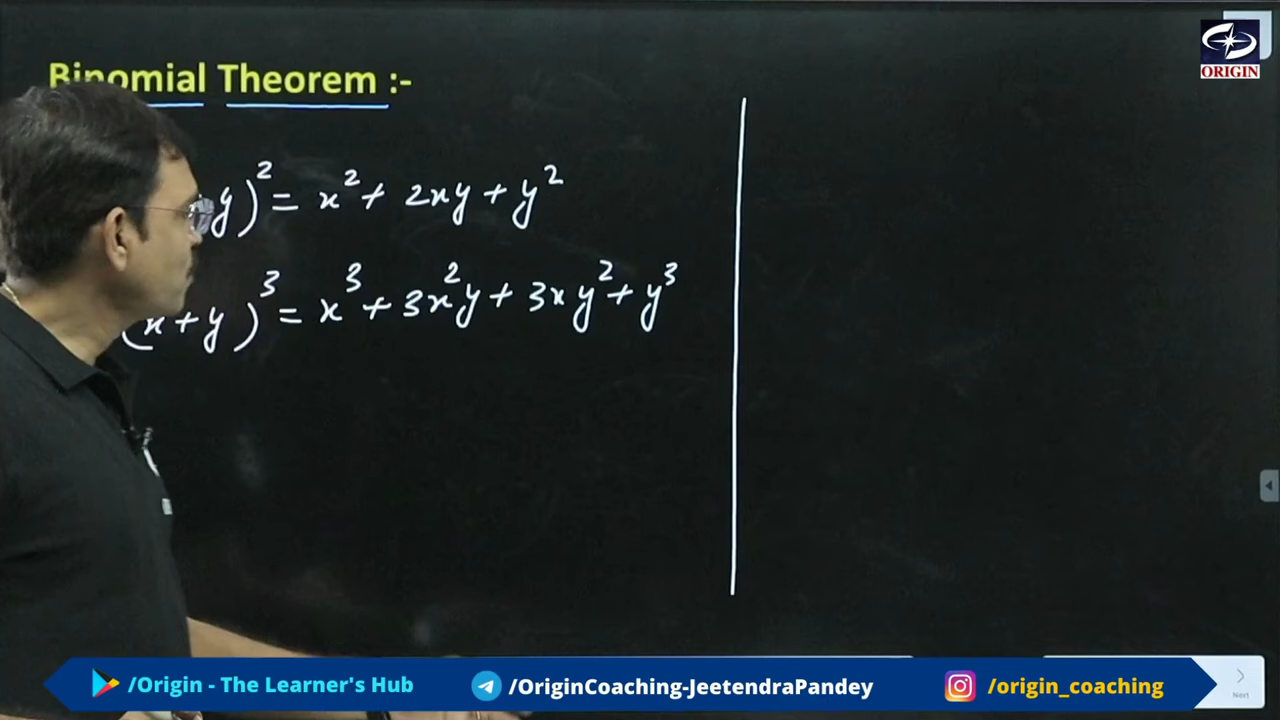 ORIGIN
Binomial Theorem :-
y)² = x² + 2xy + y²
(x + y)³ = x³ + 3x²y + 3xy² + y³
/Origin - The Learner's Hub /OriginCoaching-JeetendraPandey /origin_coaching
Next